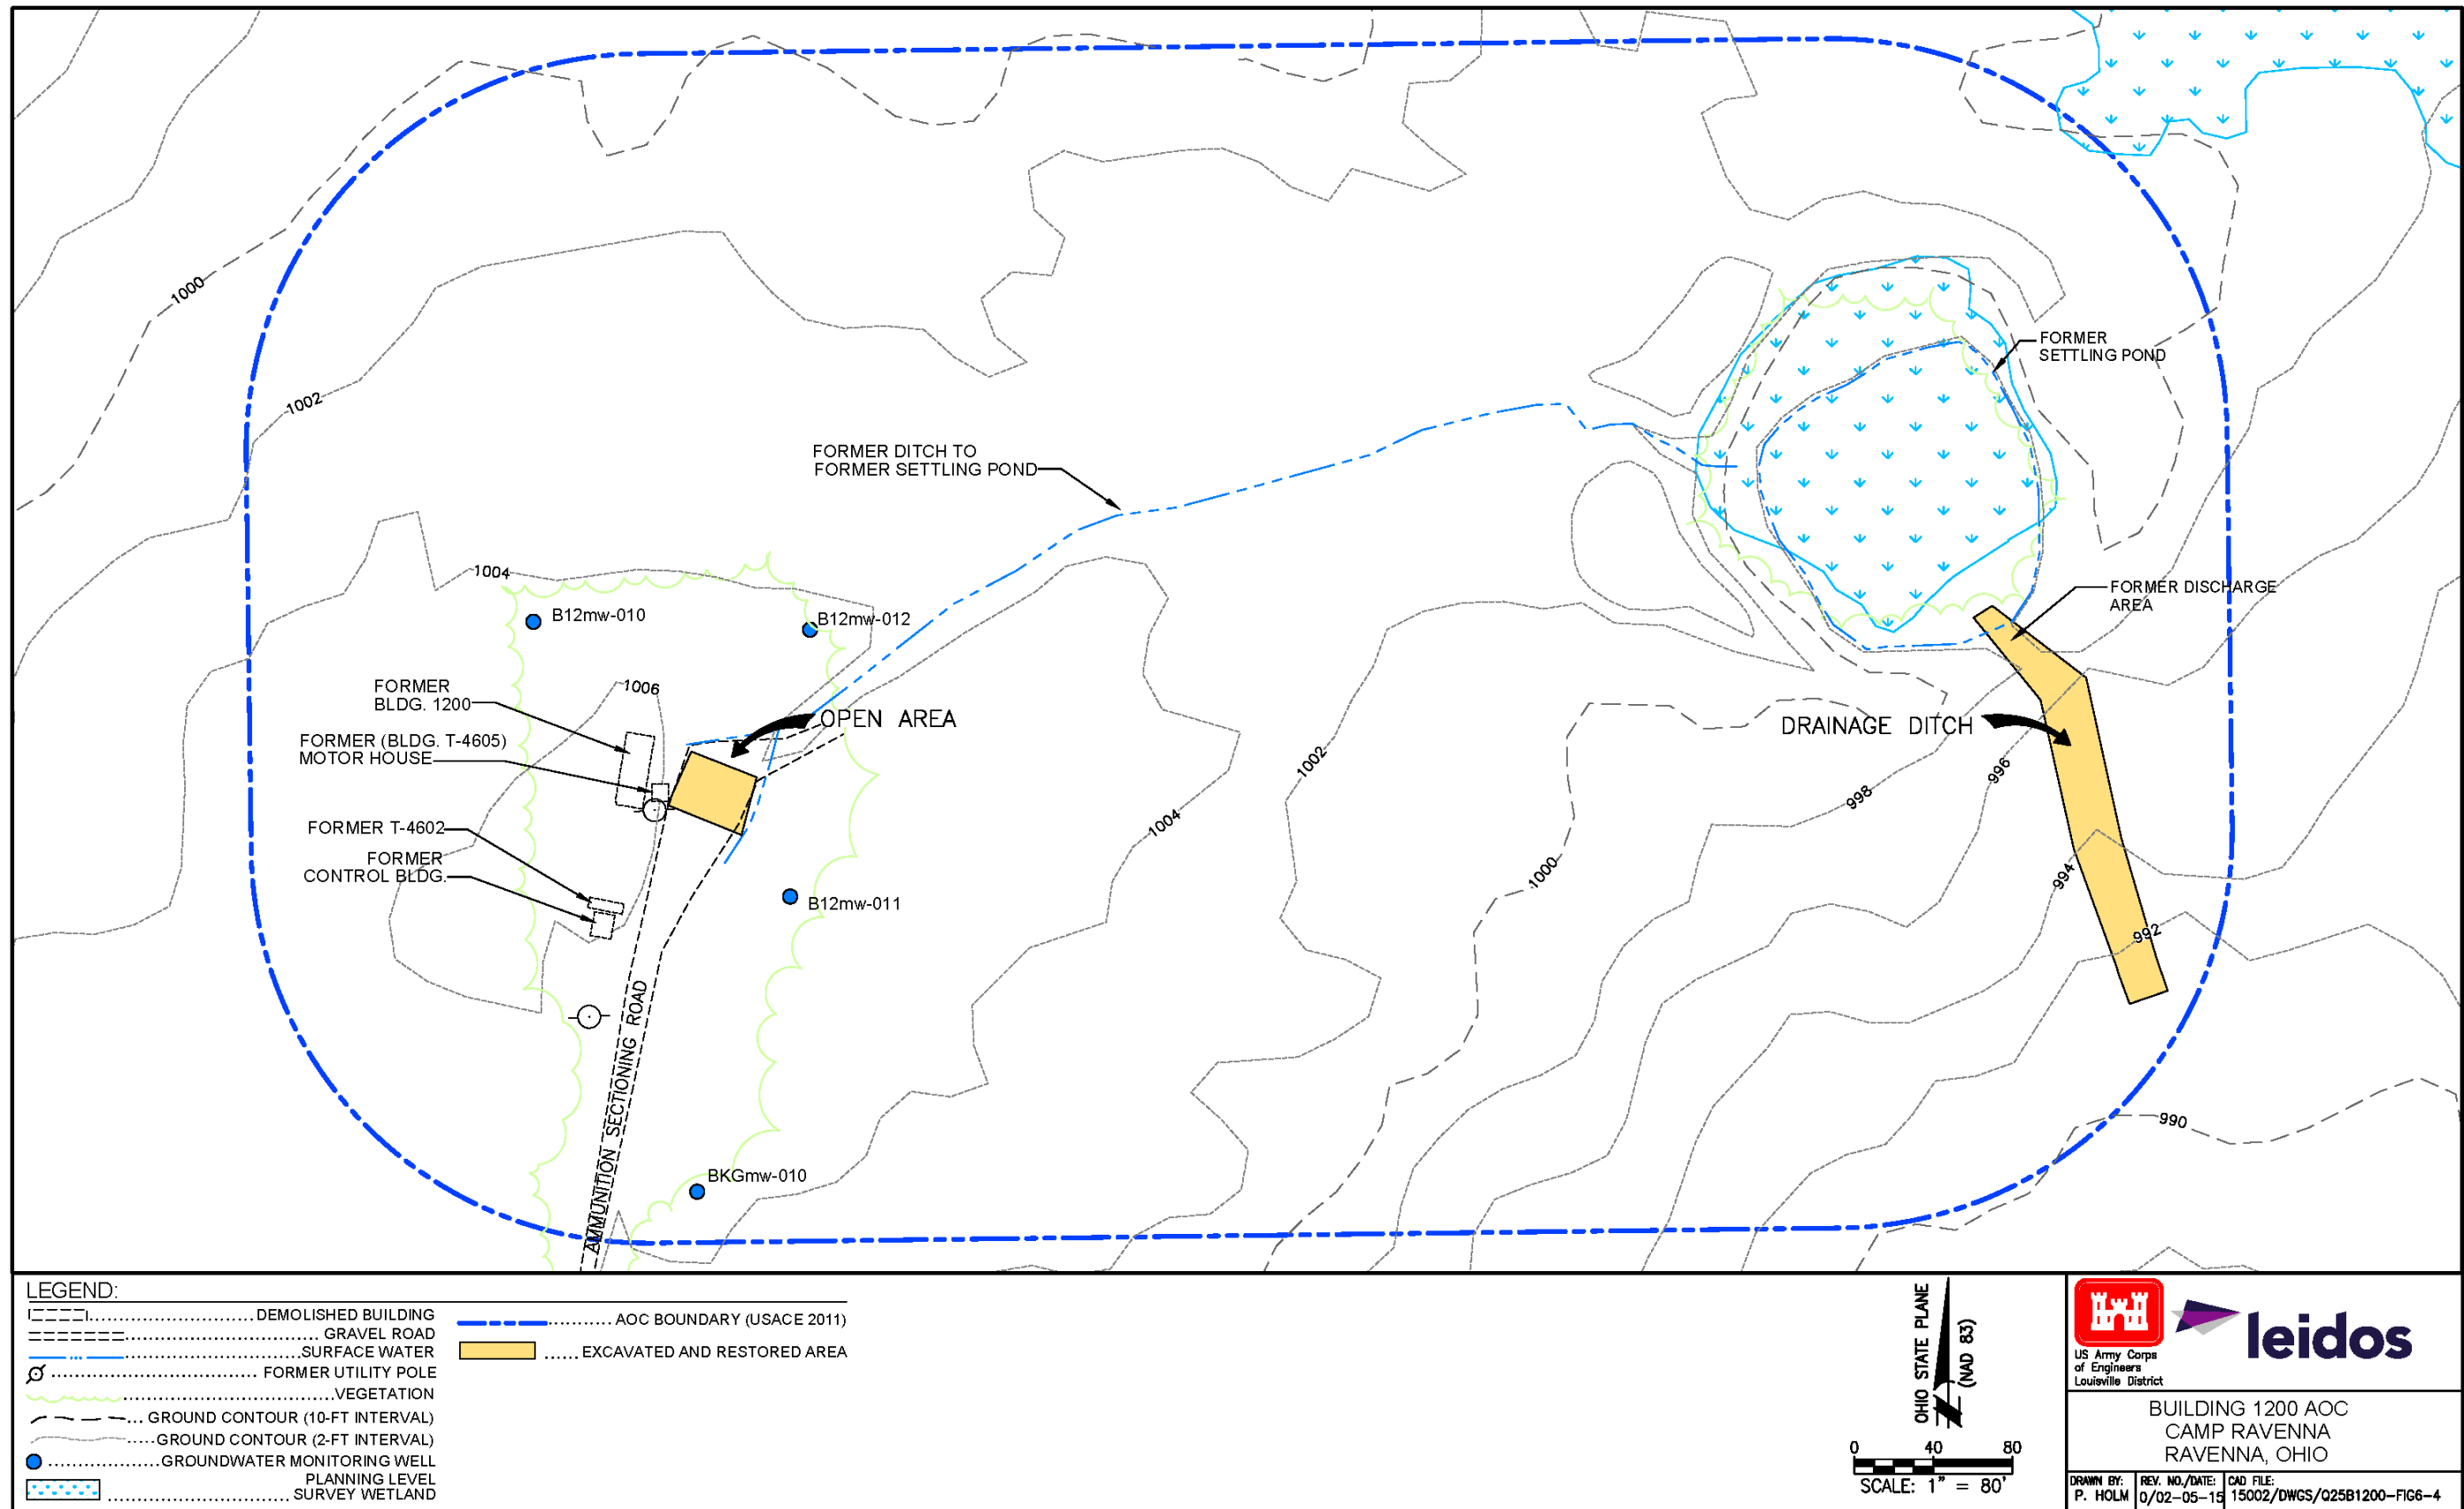 1000
1002
FORMER DITCH TO
FORMER SETTLING POND
FORMER
SETTLING POND
1004
B12mw-010
B12mw-012
FORMER DISCHARGE
AREA
1006
FORMER
BLDG. 1200
OPEN AREA
DRAINAGE DITCH
FORMER (BLDG. T-4605)
MOTOR HOUSE
1002
996
998
FORMER T-4602
1004
FORMER
CONTROL BLDG.
1000
994
B12mw-011
992
AMMUNITION SECTIONING ROAD
990
BKGmw-010
LEGEND:
DEMOLISHED BUILDING
GRAVEL ROAD
SURFACE WATER
FORMER UTILITY POLE
VEGETATION
GROUND CONTOUR (10-FT INTERVAL)
GROUND CONTOUR (2-FT INTERVAL)
GROUNDWATER MONITORING WELL
PLANNING LEVEL
SURVEY WETLAND
AOC BOUNDARY (USACE 2011)
EXCAVATED AND RESTORED AREA
OHIO STATE PLANE
(NAD 83)
0 40 80
SCALE: 1" = 80'
US Army Corps
of Engineers
Louisville District
leidos
BUILDING 1200 AOC
CAMP RAVENNA
RAVENNA, OHIO
DRAWN BY:
P. HOLM
REV. NO./DATE:
0/02-05-15
CAD FILE:
15002/DWGS/Q25B1200-FIG6-4